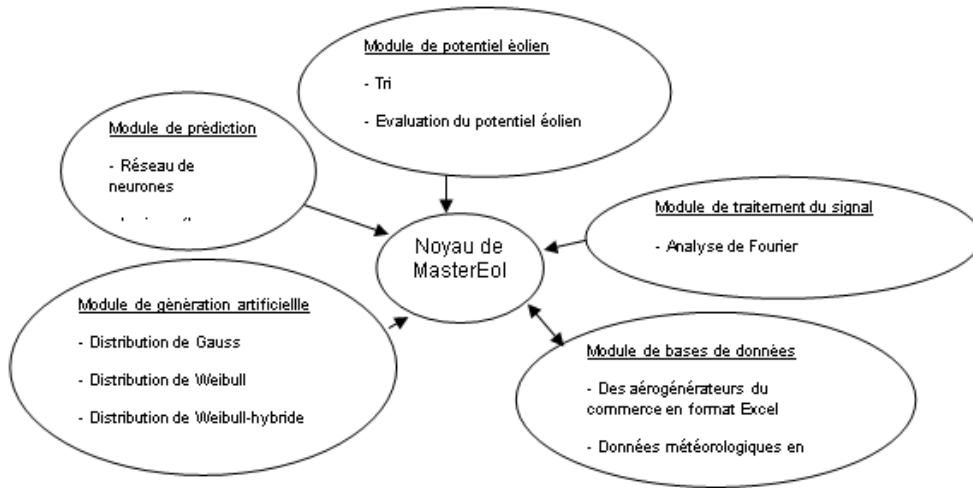 Module de potentiel éolien
- Tri
- Evaluation du potentiel éolien
Module de prédiction
- Réseau de
neurones
Module de traitement du signal
- Analyse de Fourier
Noyau de
MasterEol
Module de génération artificiellle
- Distribution de Gauss
- Distribution de Weibull
- Distribution de Weibull-hybride
Module de bases de données
- Des aérogénérateurs du
commerce en format Excel
- Données météorologiques en